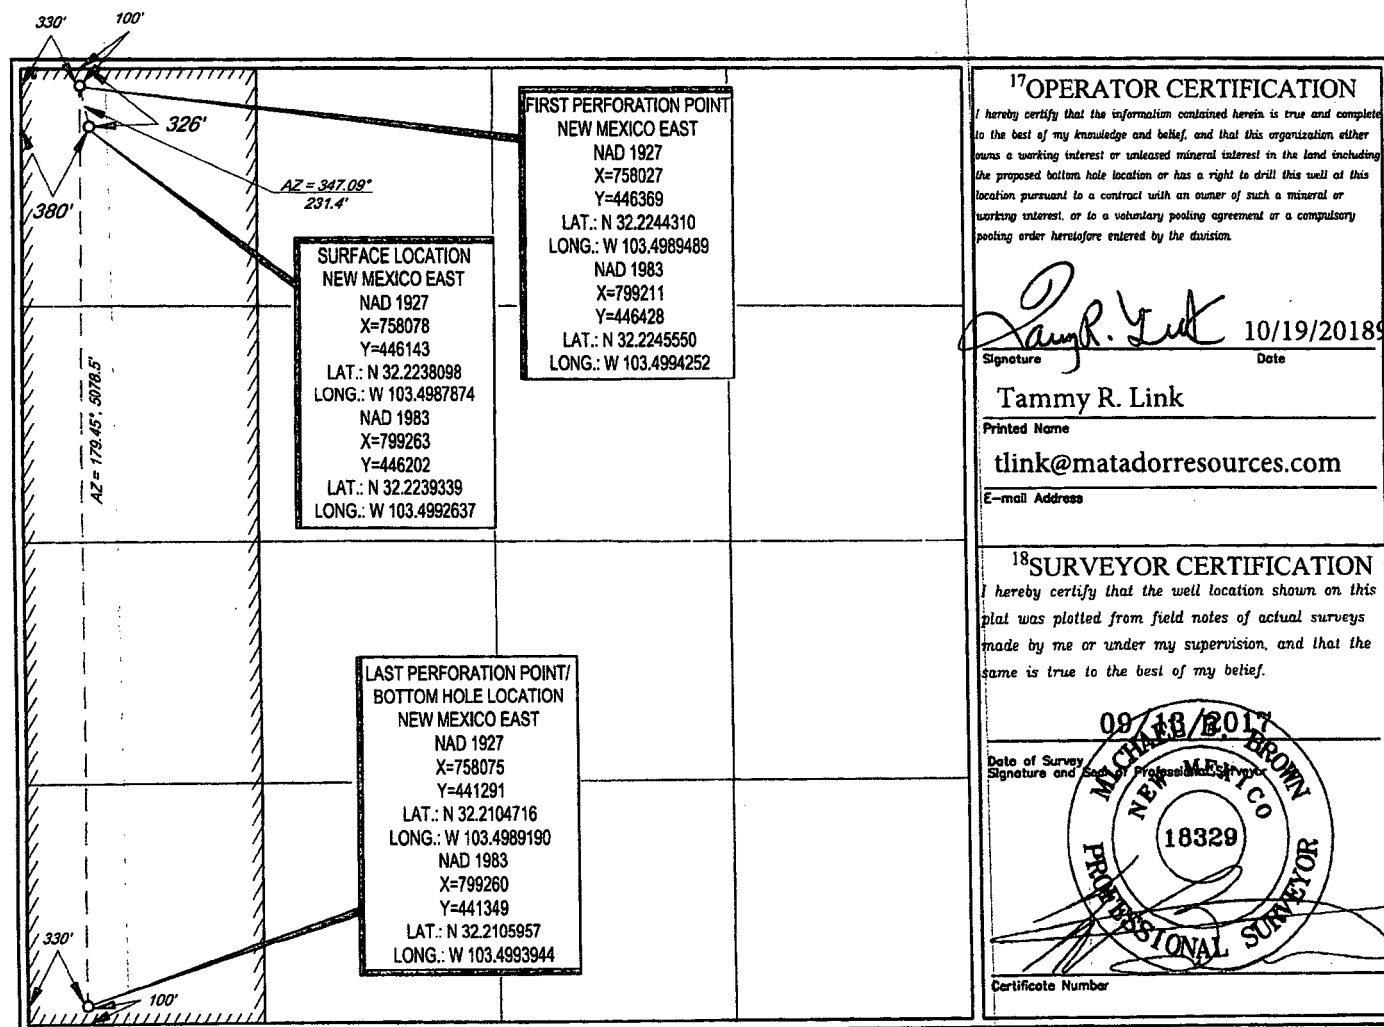 330'
100'
326'
380'
AZ = 347.09°
231.4'
AZ = 179.45°, 5078.5'
330'
100'
FIRST PERFORATION POINT
NEW MEXICO EAST
NAD 1927
X=758027
Y=446369
LAT.: N 32.2244310
LONG.: W 103.4989489
NAD 1983
X=799211
Y=446428
LAT.: N 32.2245550
LONG.: W 103.4994252
SURFACE LOCATION
NEW MEXICO EAST
NAD 1927
X=758078
Y=446143
LAT.: N 32.2238098
LONG.: W 103.4987874
NAD 1983
X=799263
Y=446202
LAT.: N 32.2239339
LONG.: W 103.4992637
LAST PERFORATION POINT/
BOTTOM HOLE LOCATION
NEW MEXICO EAST
NAD 1927
X=758075
Y=441291
LAT.: N 32.2104716
LONG.: W 103.4989190
NAD 1983
X=799260
Y=441349
LAT.: N 32.2105957
LONG.: W 103.4993944
17OPERATOR CERTIFICATION
I hereby certify that the information contained herein is true and complete
to the best of my knowledge and belief, and that this organization either
owns a working interest or unleased mineral interest in the land including
the proposed bottom hole location or has a right to drill this well at this
location pursuant to a contract with an owner of such a mineral or
working interest, or to a voluntary pooling agreement or a compulsory
pooling order heretofore entered by the division.
10/19/20189
Signature Date
Tammy R. Link
Printed Name
tlink@matadorresources.com
E-mail Address
18SURVEYOR CERTIFICATION
I hereby certify that the well location shown on this
plat was plotted from field notes of actual surveys
made by me or under my supervision, and that the
same is true to the best of my belief.
09/13/2017
Date of Survey
Signature and Seal of Professional Surveyor
MICHAEL B. BROWN
NEW MEXICO
18329
PROFESSIONAL SURVEYOR
Certificate Number